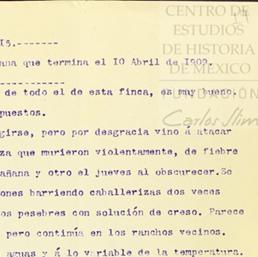 CENTRO DE
ESTUDIOS
DE HISTORIA
DE MÉXICO
FUNDACIÓN
Carlos Slim
15.-------
ana que termina el 10 Abril de 1909.
-----------
de todo el de esta finca, es muy bueno.
puestos.
girse, pero por desgracia vino a atacar
za que murieron violentamente, de fiebre
añana y otro el jueves al obscurecer. Se
ones barriendo caballerizas dos veces
os pesebres con solución de creso. Parece
pero continúa en los ranchos vecinos.
aguas y á lo variable de la temperatura.